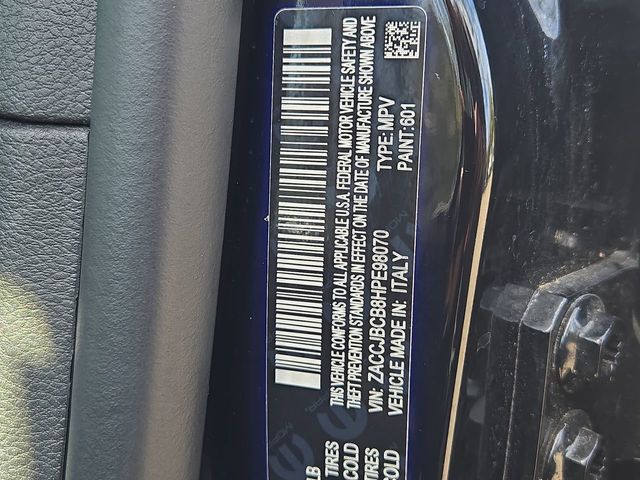 THIS VEHICLE CONFORMS TO ALL APPLICABLE U.S.A. FEDERAL MOTOR VEHICLE SAFETY AND
THEFT PREVENTION STANDARDS IN EFFECT ON THE DATE OF MANUFACTURE SHOWN ABOVE
VIN: ZACCJBCB8HPE98070 TYPE: MPV
VEHICLE MADE IN: ITALY PAINT: 601
LB
TIRES
COLD
TIRES
COLD